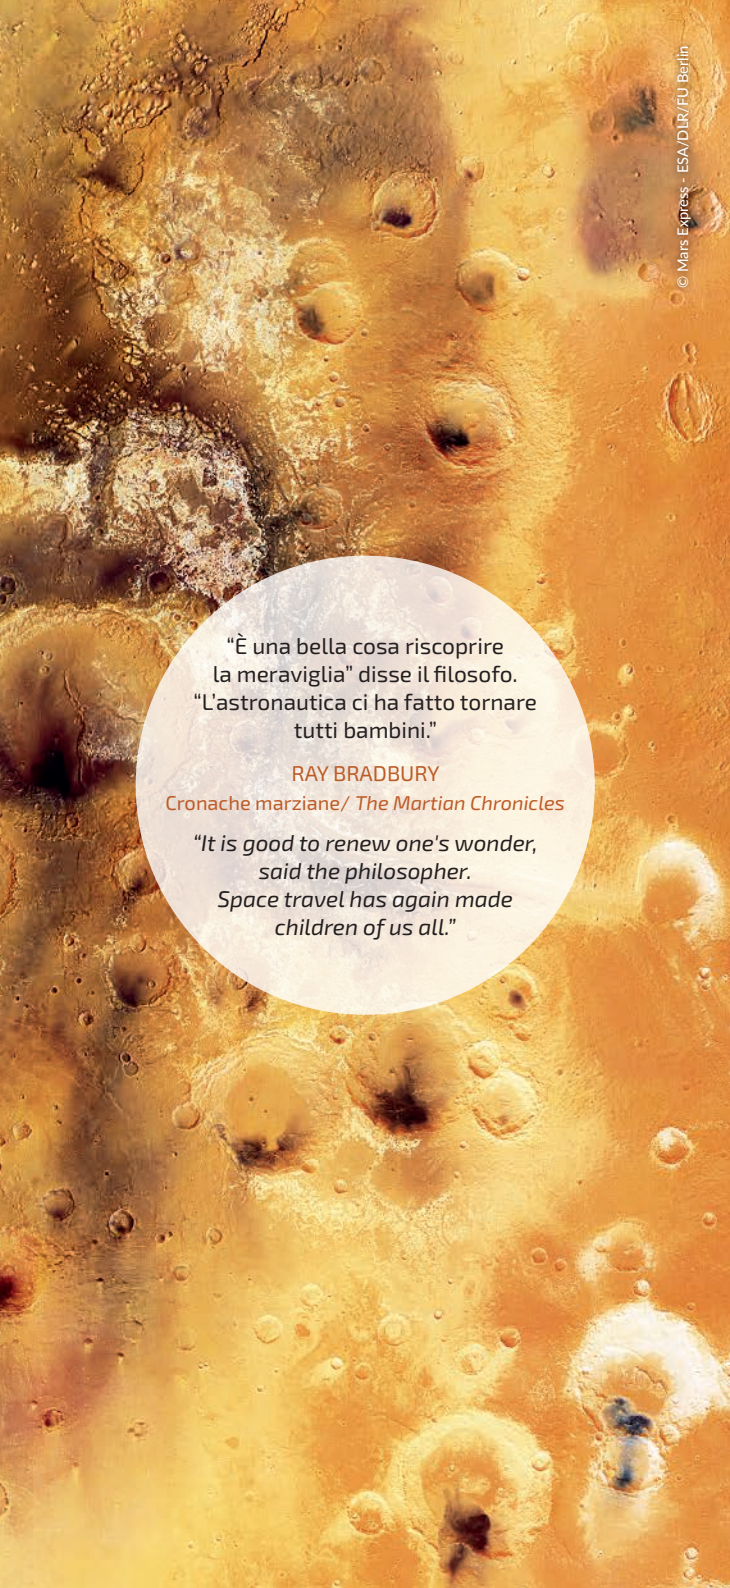 © Mars Express - ESA/DLR/FU Berlin
“È una bella cosa riscoprire
la meraviglia” disse il filosofo.
“L’astronautica ci ha fatto tornare
tutti bambini.”
RAY BRADBURY
Cronache marziane/ The Martian Chronicles
“It is good to renew one's wonder,
said the philosopher.
Space travel has again made
children of us all.”